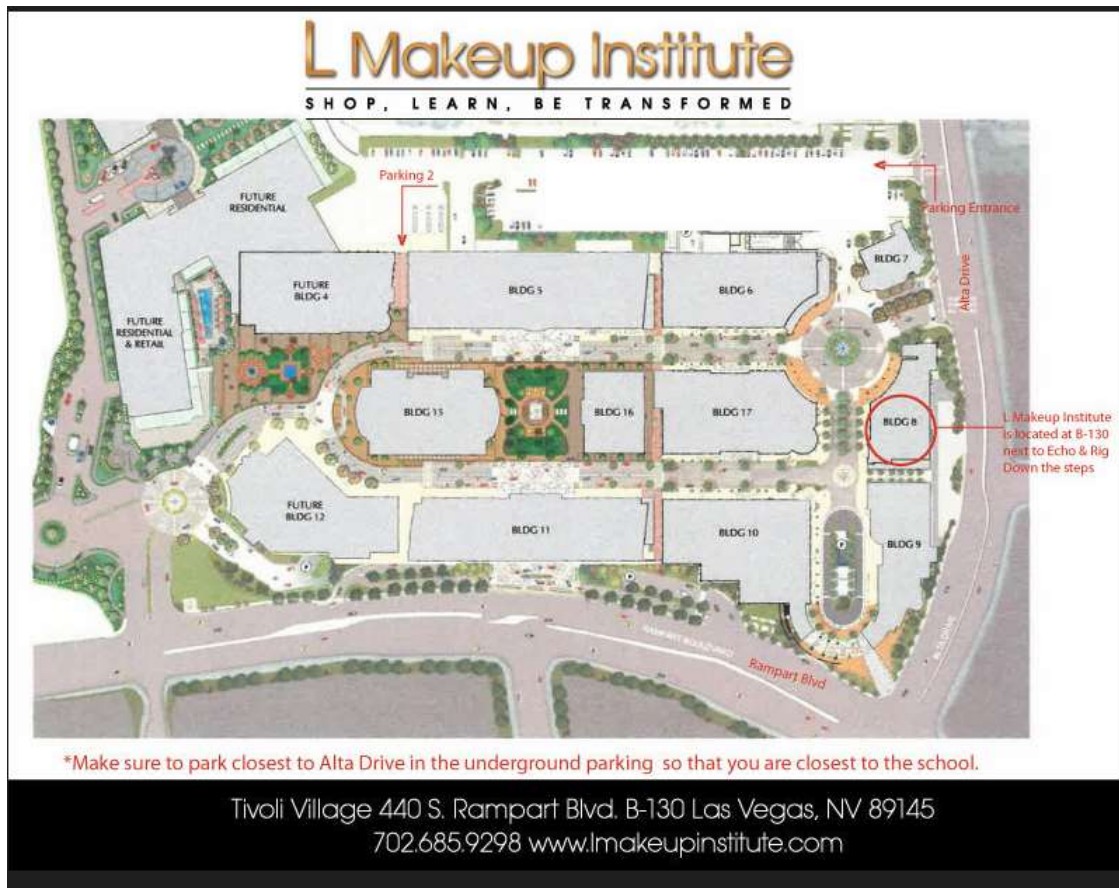 L Makeup Institute
SHOP, LEARN, BE TRANSFORMED
Parking 2
Parking Entrance
FUTURE
RESIDENTIAL
BLDG 7
Alta Drive
FUTURE
BLDG 4
BLDG 5
BLDG 6
FUTURE
RESIDENTIAL
& RETAIL
BLDG 15
BLDG 16
BLDG 17
BLDG 8
L Makeup Institute
is located at B-130
next to Echo & Rig
Down the steps
FUTURE
BLDG 12
BLDG 11
BLDG 10
BLDG 9
P
P
P
RAMPART BOULEVARD
ALTA DRIVE
Rampart Blvd
*Make sure to park closest to Alta Drive in the underground parking so that you are closest to the school.
Tivoli Village 440 S. Rampart Blvd. B-130 Las Vegas, NV 89145
702.685.9298 www.lmakeupinstitute.com